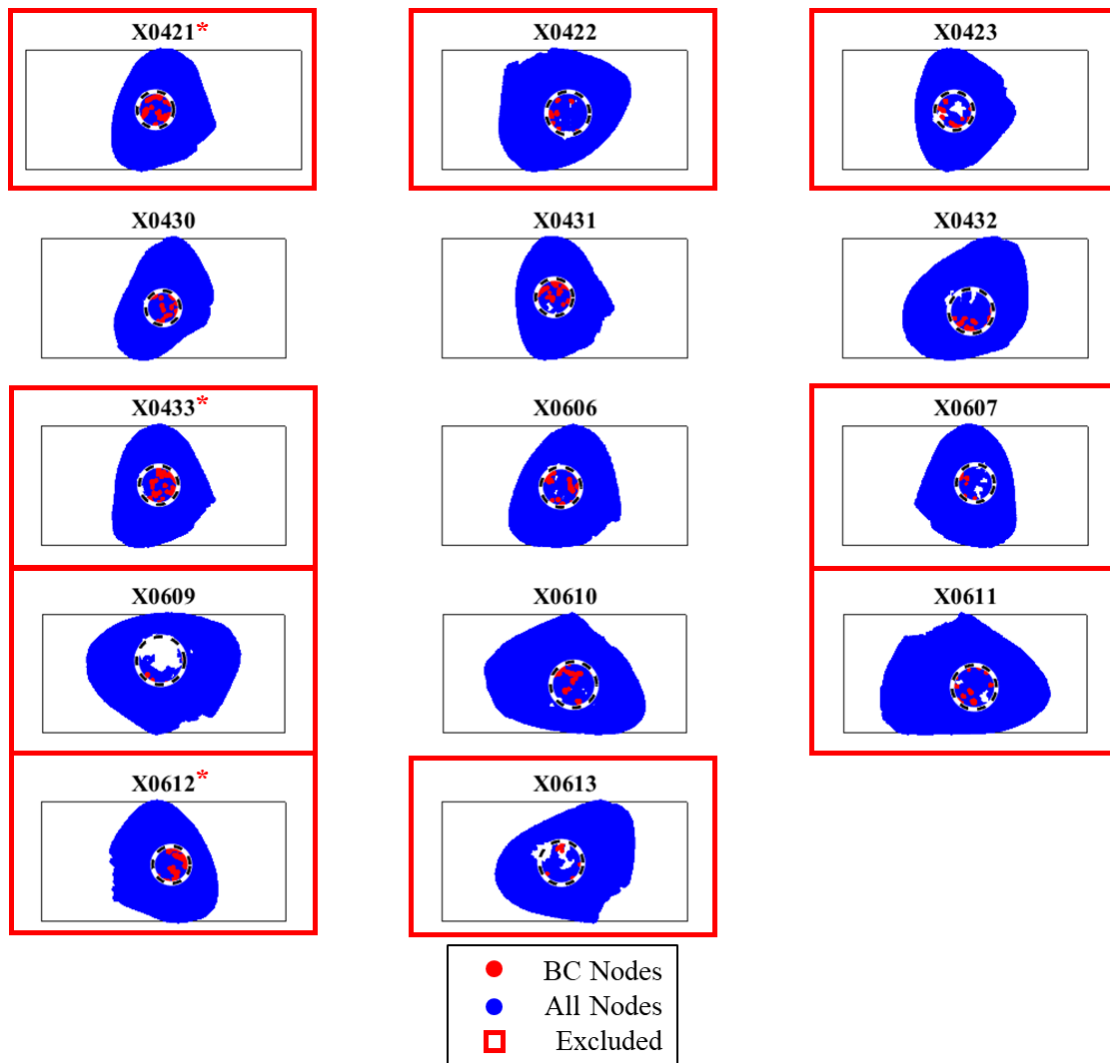 X0421*
X0422
X0423
X0430
X0431
X0432
X0433*
X0606
X0607
X0609
X0610
X0611
X0612*
X0613
BC Nodes
All Nodes
Excluded